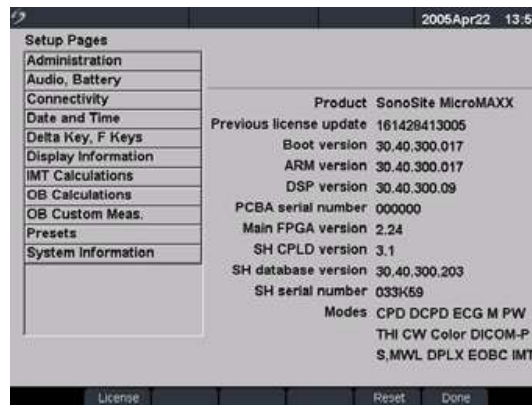 2005Apr22 13:5
Setup Pages
Administration
Audio, Battery
Connectivity
Date and Time
Delta Key, F Keys
Display Information
IMT Calculations
OB Calculations
OB Custom Meas.
Presets
System Information
Product SonoSite MicroMAXX
Previous license update 161428413005
Boot version 30.40.300.017
ARM version 30.40.300.017
DSP version 30.40.300.09
PCBA serial number 000000
Main FPGA version 2.24
SH CPLD version 3.1
SH database version 30.40.300.203
SH serial number 033K59
Modes CPD DCPD ECG M PW
THI CW Color DICOM-P
S,MWL DPLX EOBC IMT
License Reset Done